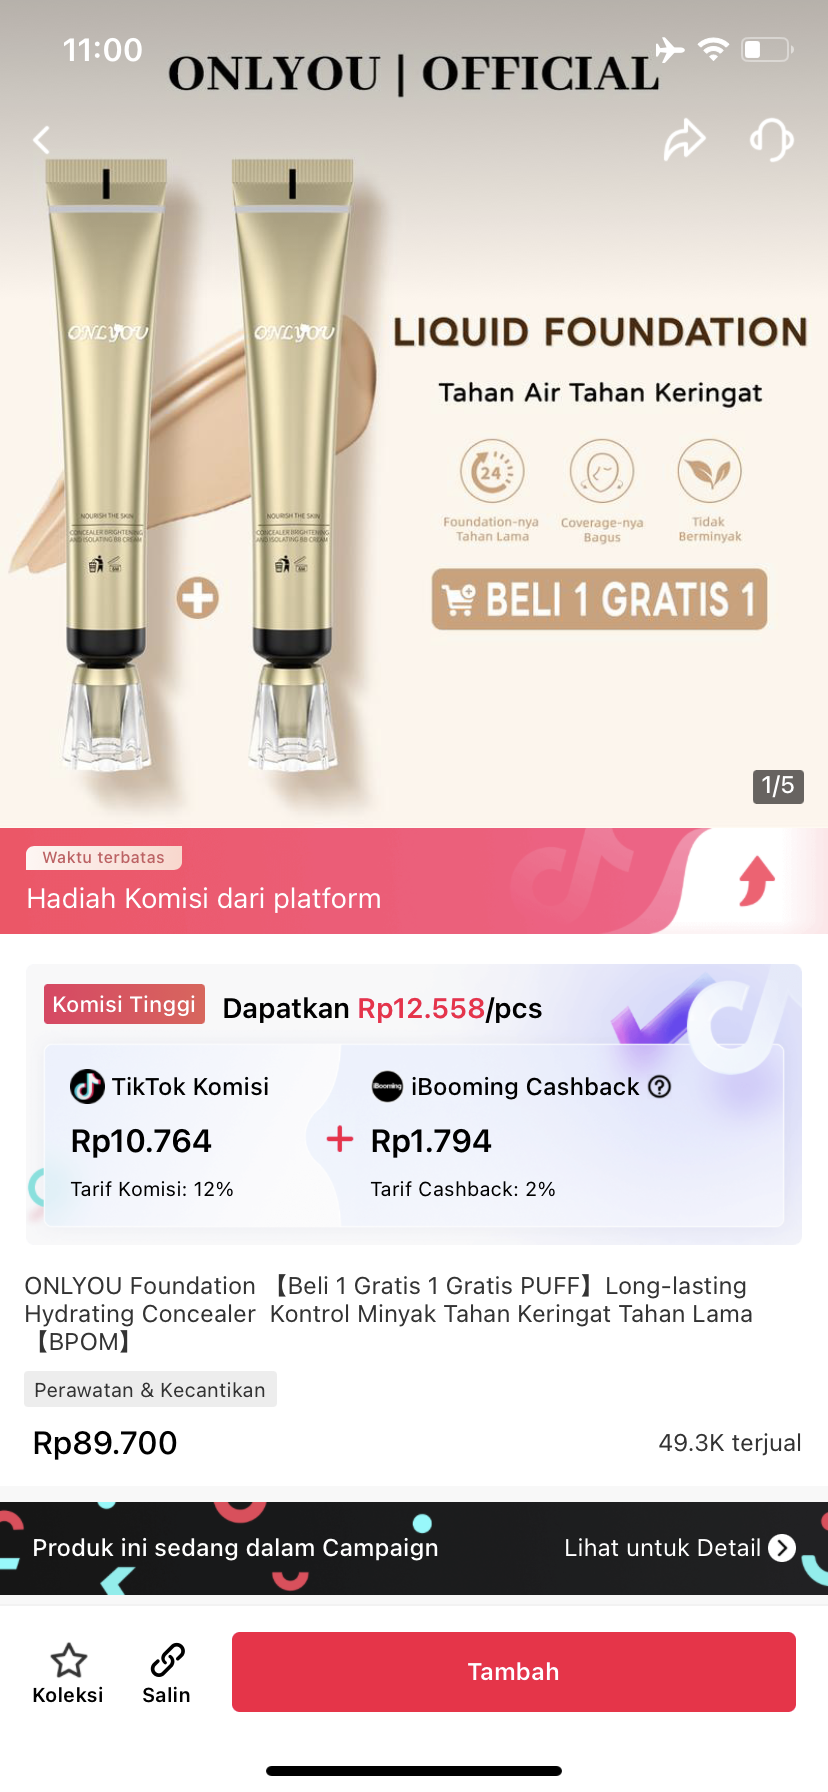 11:00
ONLYOU | OFFICIAL
ONLYOU
ONLYOU
LIQUID FOUNDATION
Tahan Air Tahan Keringat
24
Foundation-nya
Tahan Lama
Coverage-nya
Bagus
Tidak
Berminyak
NOURISH THE SKIN
CONCEALER BRIGHTENING
AND ISOLATING BB CREAM
NOURISH THE SKIN
CONCEALER BRIGHTENING
AND ISOLATING BB CREAM
BELI 1 GRATIS 1
1/5
Waktu terbatas
Hadiah Komisi dari platform
Komisi Tinggi
Dapatkan Rp12.558/pcs
TikTok Komisi
iBooming
iBooming Cashback
Rp10.764
+
Rp1.794
Tarif Komisi: 12%
Tarif Cashback: 2%
ONLYOU Foundation 【Beli 1 Gratis 1 Gratis PUFF】Long-lasting
Hydrating Concealer Kontrol Minyak Tahan Keringat Tahan Lama
【BPOM】
Perawatan & Kecantikan
Rp89.700
49.3K terjual
Produk ini sedang dalam Campaign
Lihat untuk Detail
Koleksi
Salin
Tambah